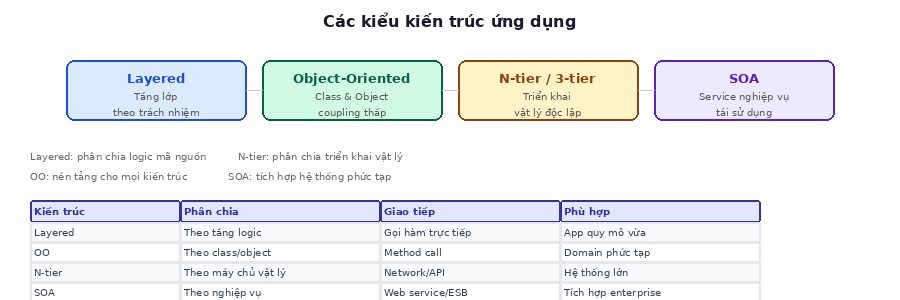 Các kiểu kiến trúc ứng dụng
Layered
Tầng lớp
theo trách nhiệm
Object-Oriented
Class & Object
coupling thấp
N-tier / 3-tier
Triển khai
vật lý độc lập
SOA
Service nghiệp vụ
tái sử dụng
Layered: phân chia logic mã nguồn N-tier: phân chia triển khai vật lý
OO: nền tảng cho mọi kiến trúc SOA: tích hợp hệ thống phức tạp
Kiến trúc Phân chia Giao tiếp Phù hợp
Layered Theo tầng logic Gọi hàm trực tiếp App quy mô vừa
OO Theo class/object Method call Domain phức tạp
N-tier Theo máy chủ vật lý Network/API Hệ thống lớn
SOA Theo nghiệp vụ Web service/ESB Tích hợp enterprise